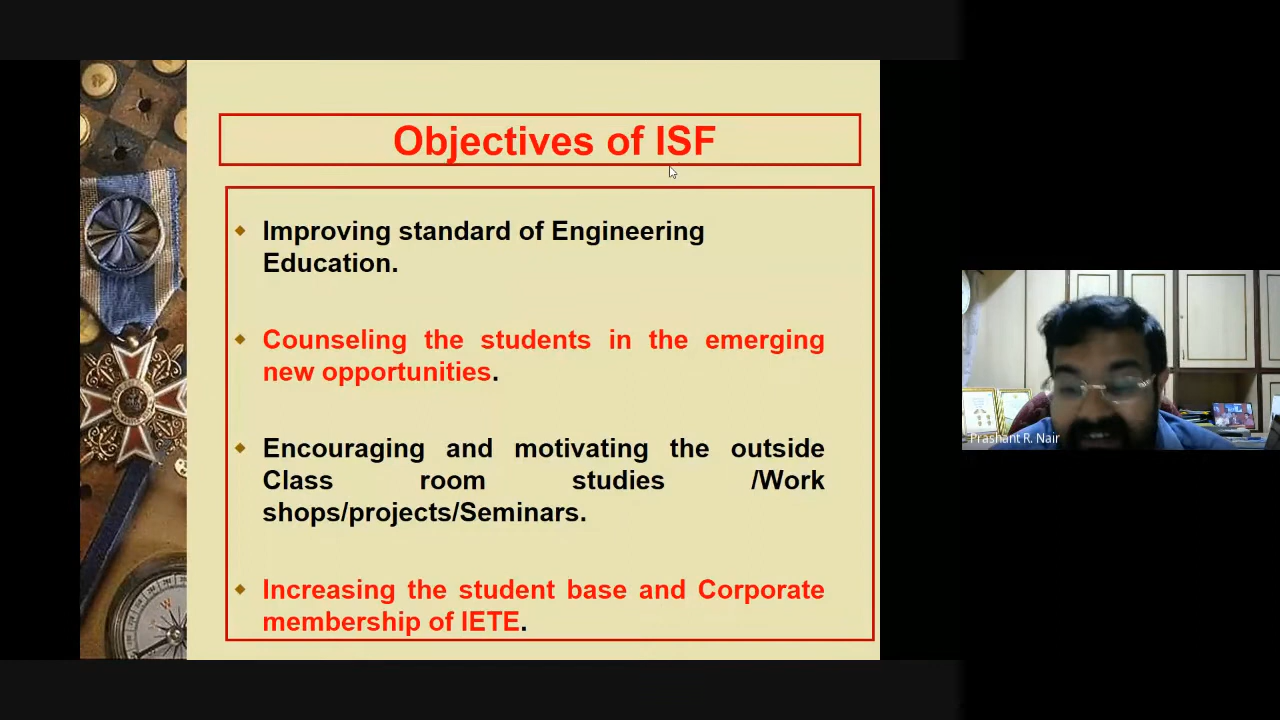 Objectives of ISF
Improving standard of Engineering
Education.
Counseling the students in the emerging
new opportunities.
Encouraging and motivating the outside
Class room studies /Work
shops/projects/Seminars.
Increasing the student base and Corporate
membership of IETE.
Prashant R. Nair